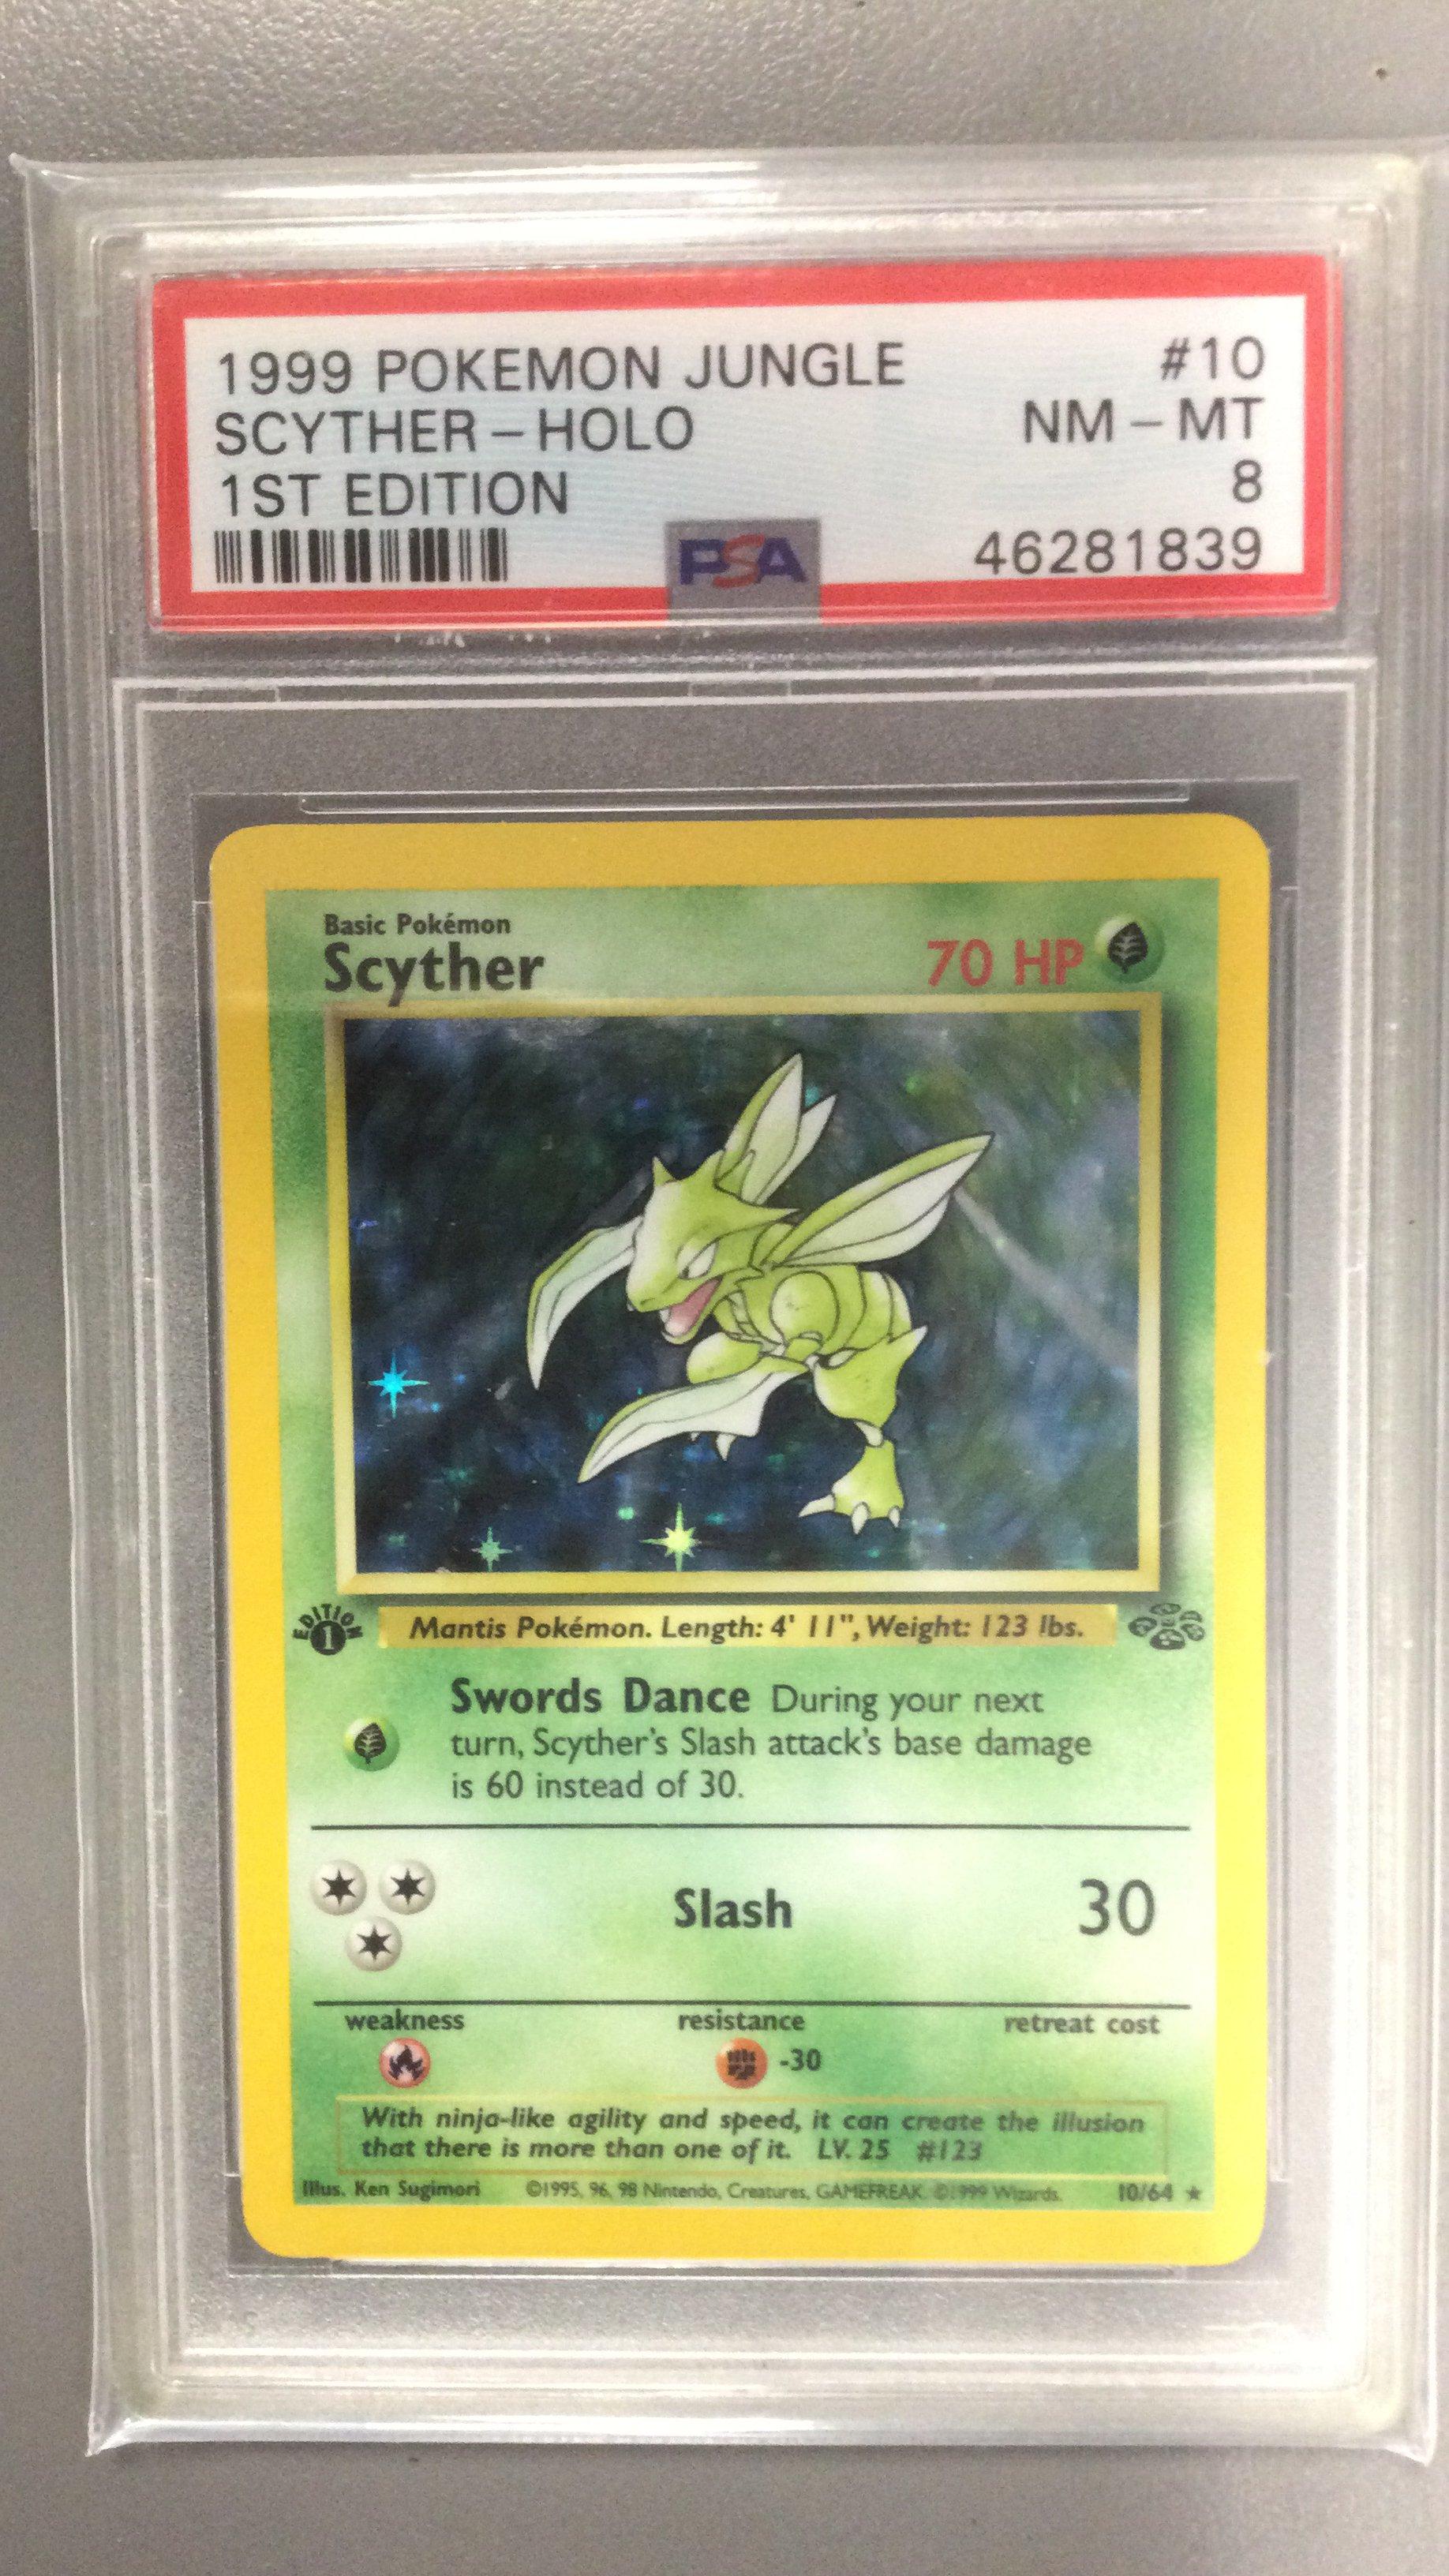 1999 POKEMON JUNGLE #10
SCYTHER – HOLO NM – MT
1ST EDITION 8
PSA 46281839
Basic Pokémon
Scyther 70 HP
EDITION 1
Mantis Pokémon. Length: 4' 11", Weight: 123 lbs.
Swords Dance During your next
turn, Scyther's Slash attack's base damage
is 60 instead of 30.
Slash 30
weakness resistance retreat cost
-30
With ninja-like agility and speed, it can create the illusion
that there is more than one of it. LV. 25 #123
Illus. Ken Sugimori ©1995, 96, 98 Nintendo, Creatures, GAMEFREAK. ©1999 Wizards. 10/64 ★